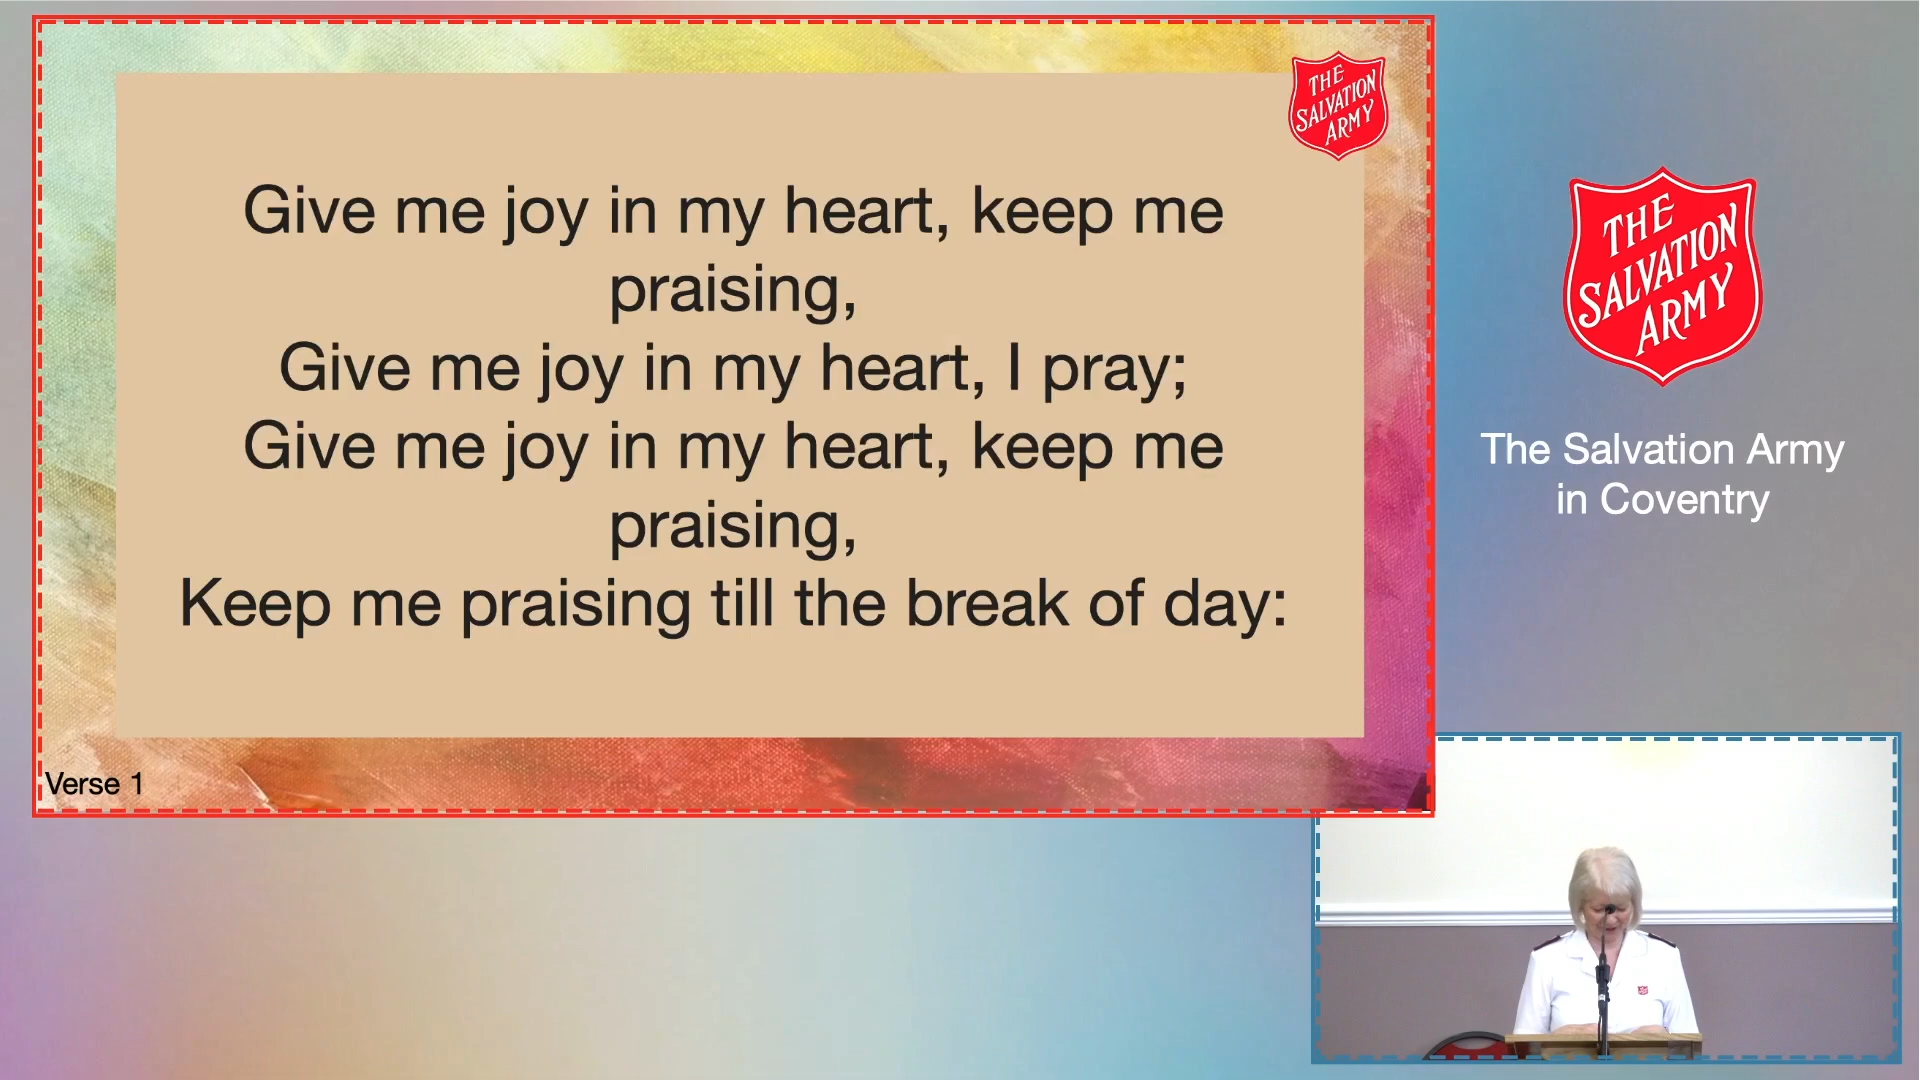 Give me joy in my heart, keep me
praising,
Give me joy in my heart, I pray;
Give me joy in my heart, keep me
praising,
Keep me praising till the break of day:
Verse 1
THE
SALVATION
ARMY
THE
SALVATION
ARMY
The Salvation Army
in Coventry